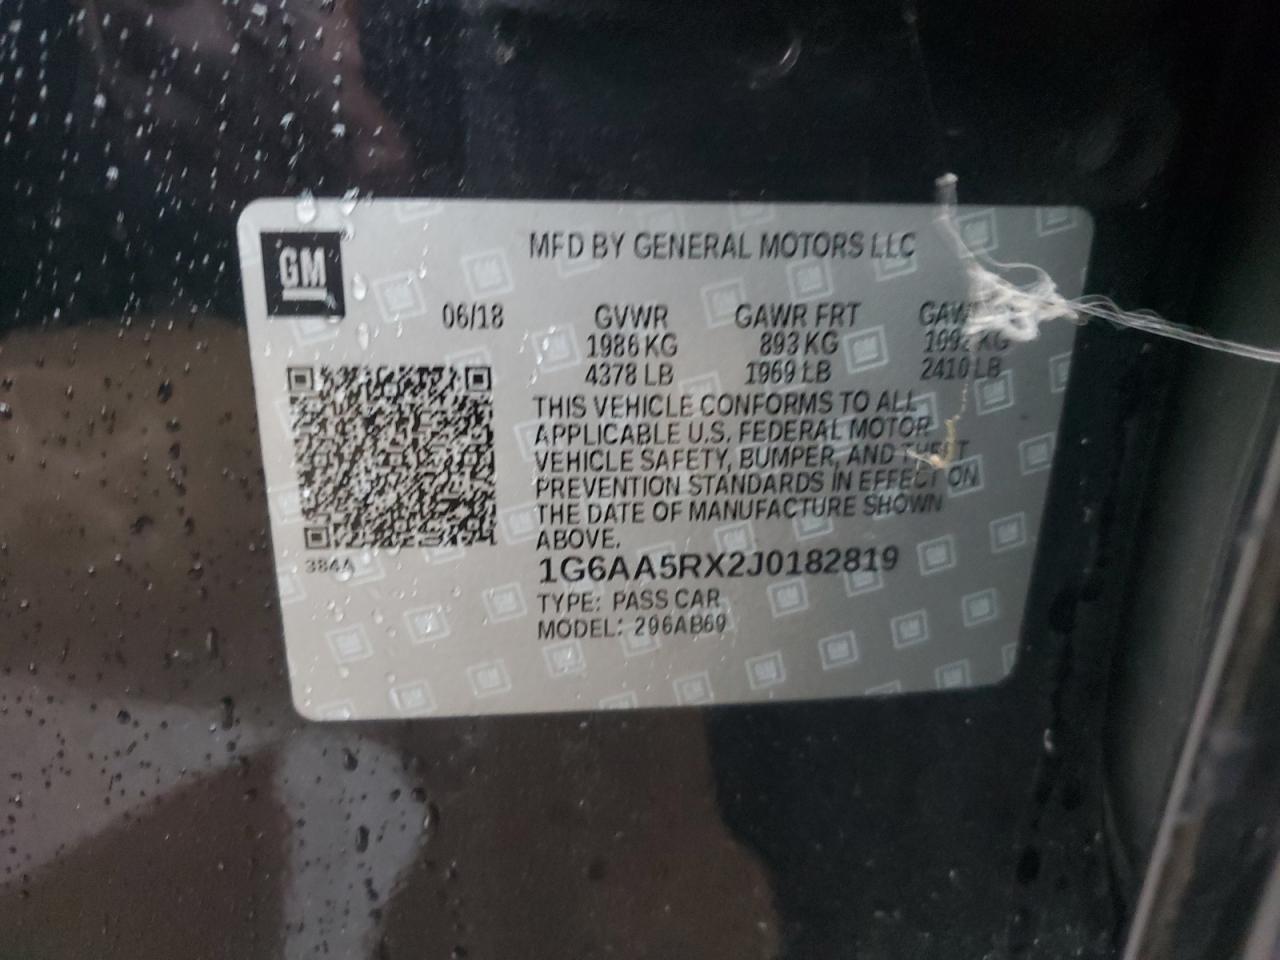 GM
MFD BY GENERAL MOTORS LLC
06/18 GVWR GAWR FRT
1986 KG 893 KG KG
4378 LB 1969 LB 2410 LB
THIS VEHICLE CONFORMS TO ALL
APPLICABLE U.S. FEDERAL MOTOR
VEHICLE SAFETY, BUMPER, AND THEFT
PREVENTION STANDARDS IN EFFECT ON
THE DATE OF MANUFACTURE SHOWN
ABOVE.
384A
1G6AA5RX2J0182819
TYPE: PASS CAR
MODEL: 296AB69